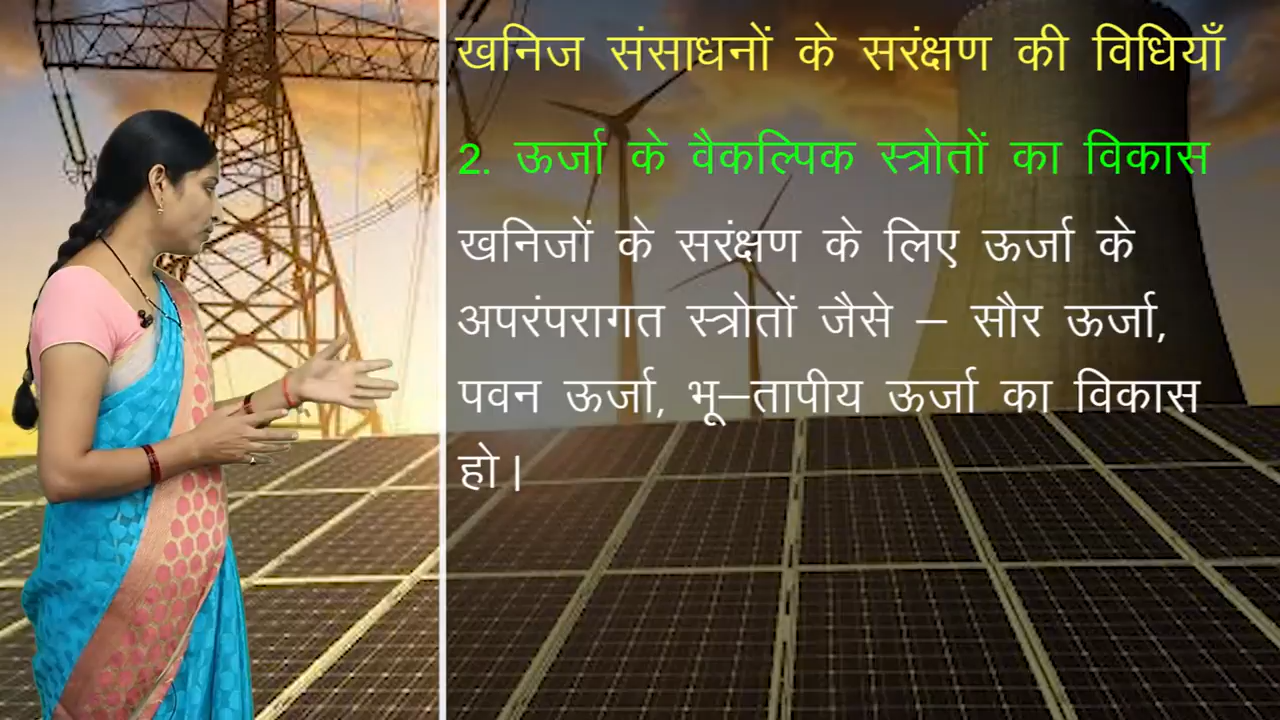 खनिज संसाधनों के सरंक्षण की विधियाँ
2. ऊर्जा के वैकल्पिक स्त्रोतों का विकास
खनिजों के सरंक्षण के लिए ऊर्जा के
अपरंपरागत स्त्रोतों जैसे – सौर ऊर्जा,
पवन ऊर्जा, भू–तापीय ऊर्जा का विकास
हो।